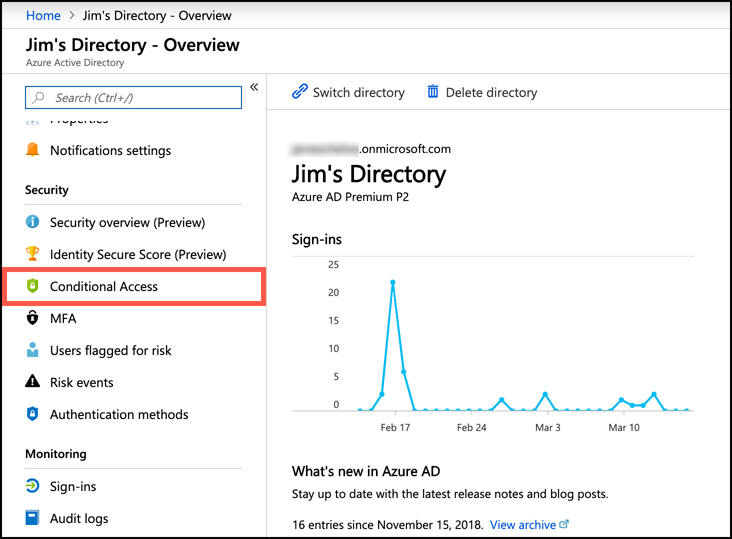 Home > Jim's Directory - Overview
Jim's Directory - Overview
Azure Active Directory
Search (Ctrl+/)
«
Properties
Notifications settings
Security
Security overview (Preview)
Identity Secure Score (Preview)
Conditional Access
MFA
Users flagged for risk
Risk events
Authentication methods
Monitoring
Sign-ins
Audit logs
Switch directory
Delete directory
.onmicrosoft.com
Jim's Directory
Azure AD Premium P2
Sign-ins
25
20
15
10
5
0
Feb 17 Feb 24 Mar 3 Mar 10
What's new in Azure AD
Stay up to date with the latest release notes and blog posts.
16 entries since November 15, 2018. View archive